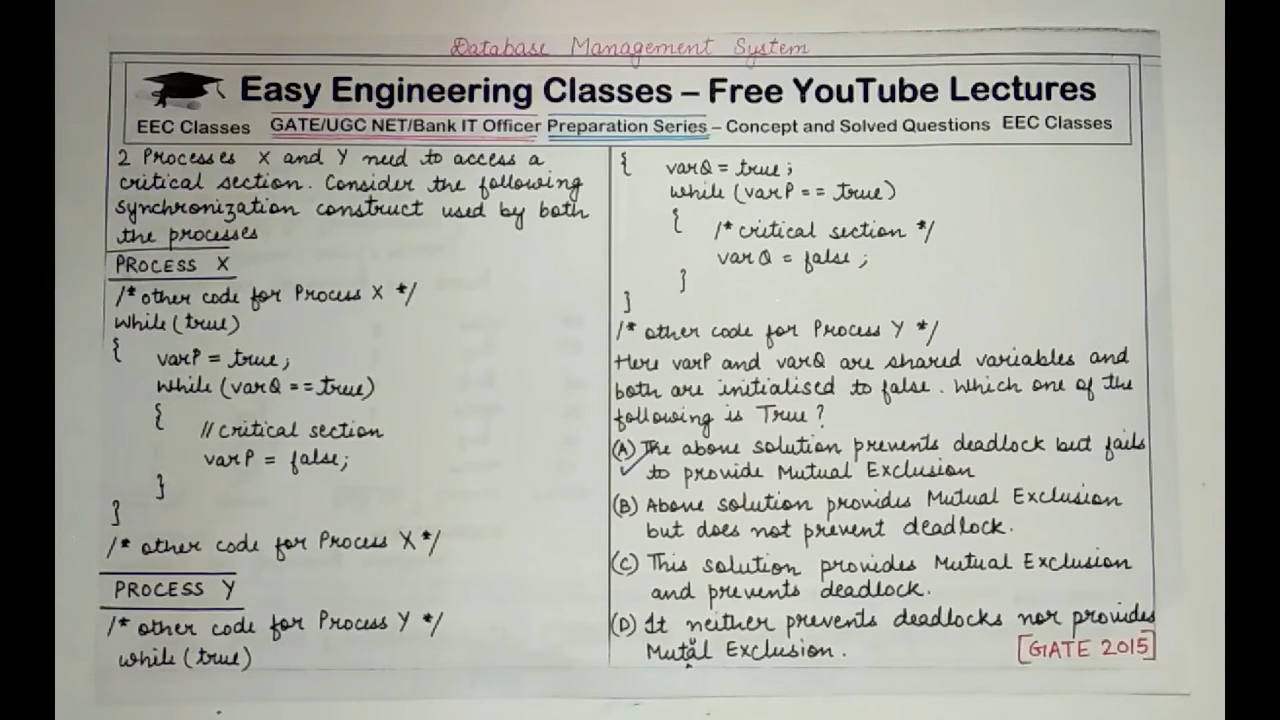 Database Management System
Easy Engineering Classes – Free YouTube Lectures
EEC Classes GATE/UGC NET/Bank IT Officer Preparation Series – Concept and Solved Questions EEC Classes
2 Processes X and Y need to access a
critical section. Consider the following
synchronization construct used by both
the processes
PROCESS X
/* other code for Process X */
while(true)
{ varP = true;
while (varQ == true)
{
// critical section
varP = false;
}
}
/* other code for Process X */
PROCESS Y
/* other code for Process Y */
while (true)
{ varQ = true;
while (varP == true)
{ /* critical section */
varQ = false;
}
}
/* other code for Process Y */
Here varP and varQ are shared variables and
both are initialised to false. Which one of the
following is True?
(A) The above solution prevents deadlock but fails
to provide Mutual Exclusion
(B) Above solution provides Mutual Exclusion
but does not prevent deadlock.
(C) This solution provides Mutual Exclusion
and prevents deadlock.
(D) It neither prevents deadlocks nor provides
Mutual Exclusion. [GATE 2015]